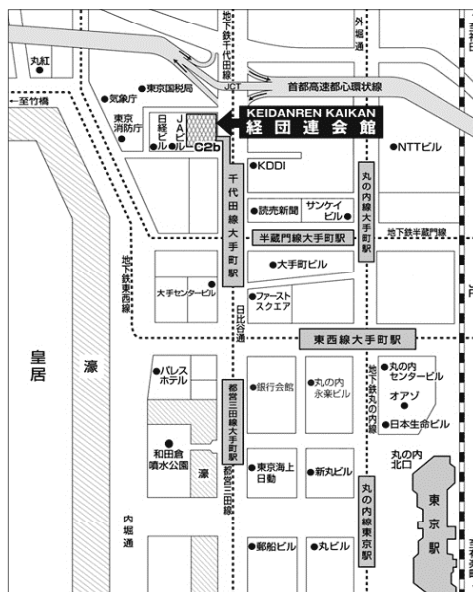 丸紅
地下鉄千代田線
外堀通
JCT
首都高速都心環状線
東京国税局
気象庁
←至竹橋
東京
消防庁
日経ビル
JAビル
C2b
KEIDANREN KAIKAN
経団連会館
NTTビル
KDDI
読売新聞
サンケイ
ビル
千代田線大手町駅
丸の内線大手町駅
半蔵門線大手町駅
地下鉄半蔵門線
地下鉄東西線
大手町ビル
大手センタービル
ファースト
スクエア
日比谷通
東西線大手町駅
皇居
濠
パレス
ホテル
都営三田線大手町駅
銀行会館
丸の内
永楽ビル
地下鉄丸の内線
丸の内
センタービル
オアゾ
日本生命ビル
和田倉
噴水公園
濠
都営三田線
東京海上
日動
新丸ビル
丸の内
北口
内堀通
郵船ビル
丸ビル
丸の内線東京駅
東京駅